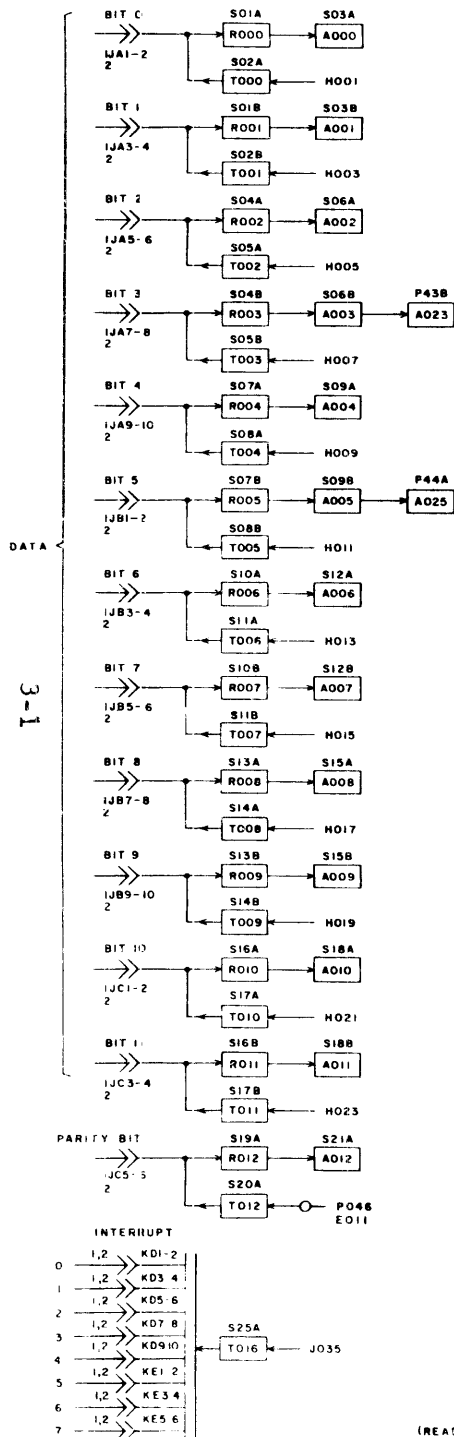 BIT 0 S01A S03A
R000 A000
1JA1-2 S02A
2 T000 H001
BIT 1 S01B S03B
R001 A001
1JA3-4 S02B
2 T001 H003
BIT 2 S04A S06A
R002 A002
1JA5-6 S05A
2 T002 H005
BIT 3 S04B S06B P43B
R003 A003 A023
1JA7-8 S05B
2 T003 H007
BIT 4 S07A S09A
R004 A004
1JA9-10 S08A
2 T004 H009
BIT 5 S07B S09B P44A
R005 A005 A025
1JB1-2 S08B
2 T005 H011
DATA
BIT 6 S10A S12A
R006 A006
1JB3-4 S11A
2 T006 H013
3-1
BIT 7 S10B S12B
R007 A007
1JB5-6 S11B
2 T007 H015
BIT 8 S13A S15A
R008 A008
1JB7-8 S14A
2 T008 H017
BIT 9 S13B S15B
R009 A009
1JB9-10 S14B
2 T009 H019
BIT 10 S16A S18A
R010 A010
1JC1-2 S17A
2 T010 H021
BIT 11 S16B S18B
R011 A011
1JC3-4 S17B
2 T011 H023
PARITY BIT S19A S21A
R012 A012
1JC5-6 S20A
2 T012 P046
E011
INTERRUPT
0 1,2 KD1-2
1 1,2 KD3-4
2 1,2 KD5-6
3 1,2 KD7-8 S25A
4 1,2 KD9-10 T016 J035
5 1,2 KE1-2
6 1,2 KE3-4
7 1,2 KE5-6
(READ